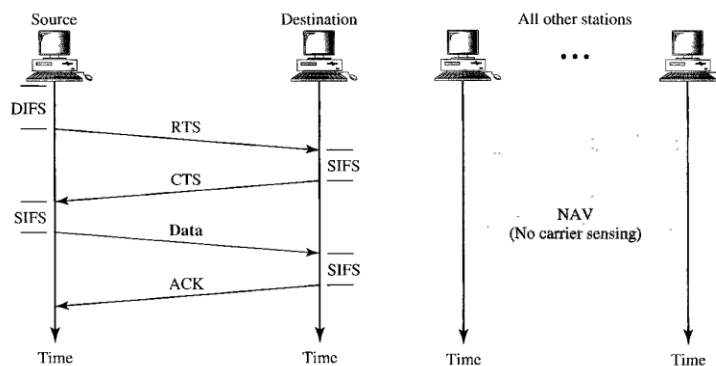 Source
Destination
All other stations
DIFS
RTS
SIFS
CTS
SIFS
Data
NAV
(No carrier sensing)
SIFS
ACK
Time
Time
Time
Time